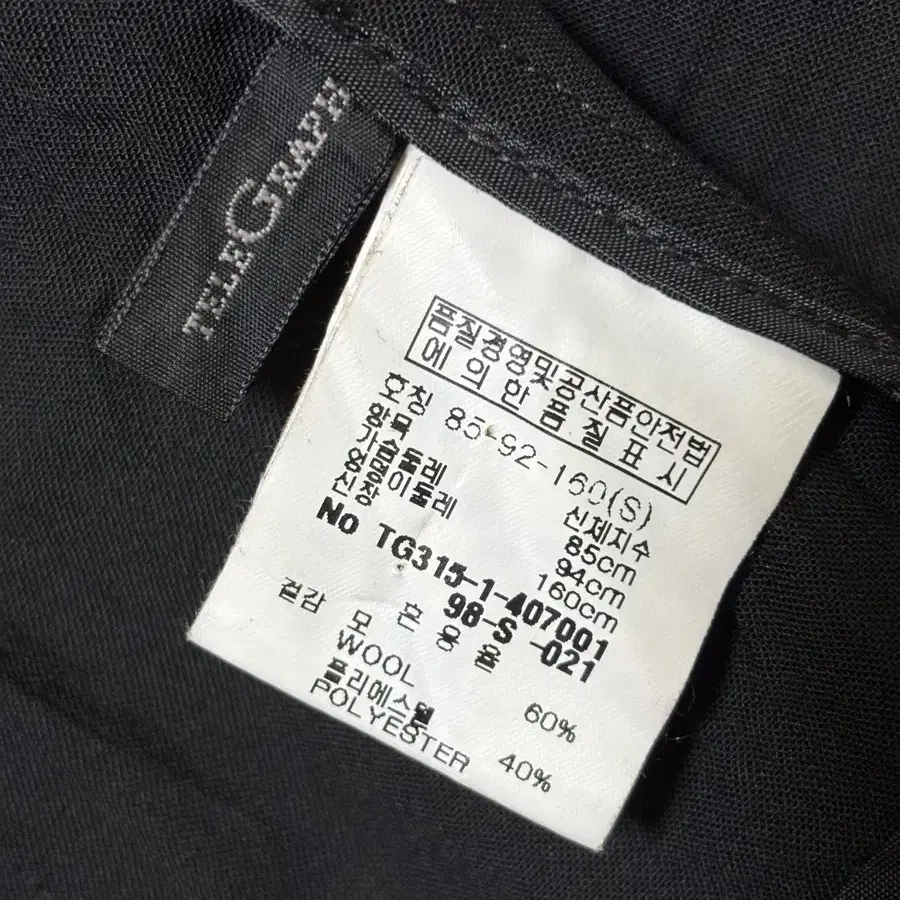 TELEGRAPH
품질경영및공산품안전법
에 의한 품질표시
호칭 85-92-160(S)
항목 신체치수
가슴둘레 85cm
엉덩이둘레 94cm
신장 160cm
No TG315-1-407001
98-S -021
겉감 모 혼용율
WOOL 60%
폴리에스텔
POLYESTER 40%